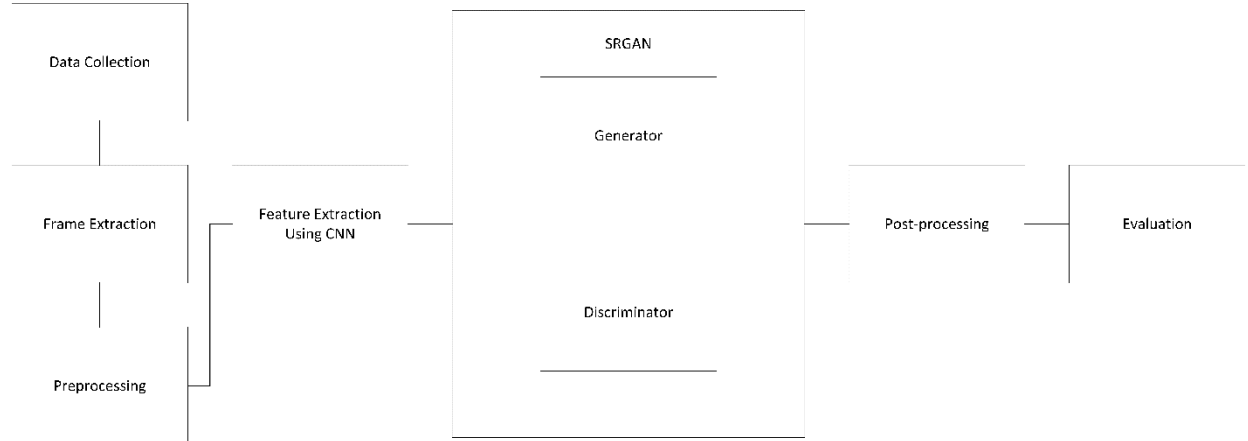 Data Collection
Frame Extraction
Preprocessing
Feature Extraction
Using CNN
SRGAN
Generator
Discriminator
Post-processing
Evaluation